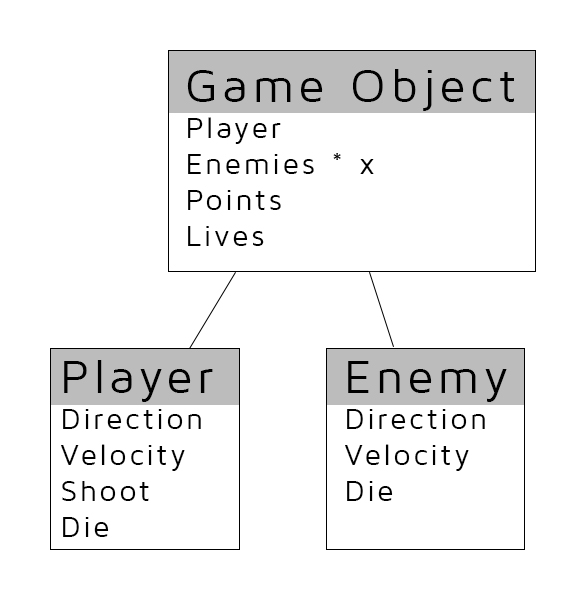 Game Object
Player
Enemies * x
Points
Lives
Player
Direction
Velocity
Shoot
Die
Enemy
Direction
Velocity
Die